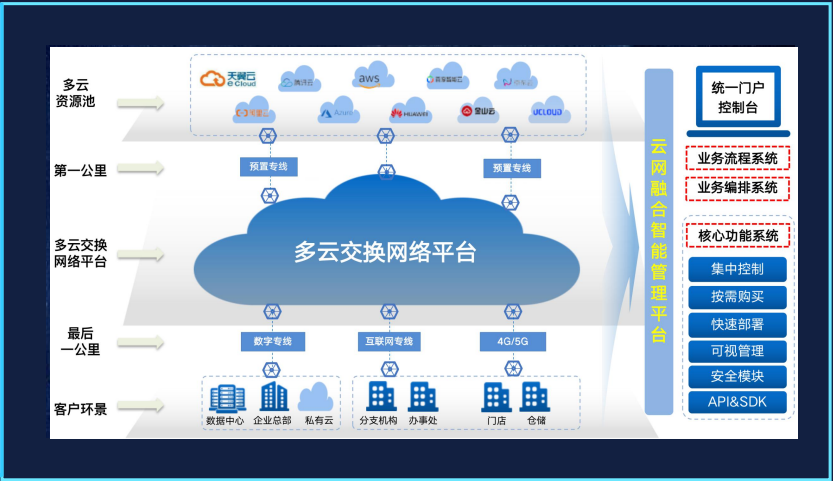 多云
资源池
天翼云
e Cloud
腾讯云
aws
Azure
HUAWEI
金山云
UCLOUD
第一公里
预置专线
预置专线
多云交换
网络平台
多云交换网络平台
最后
一公里
数字专线
互联网专线
4G/5G
客户环景
数据中心
企业总部
私有云
分支机构
办事处
门店
仓储
云网融合智能管理平台
统一门户
控制台
业务流程系统
业务编排系统
核心功能系统
集中控制
按需购买
快速部署
可视管理
安全模块
API&SDK